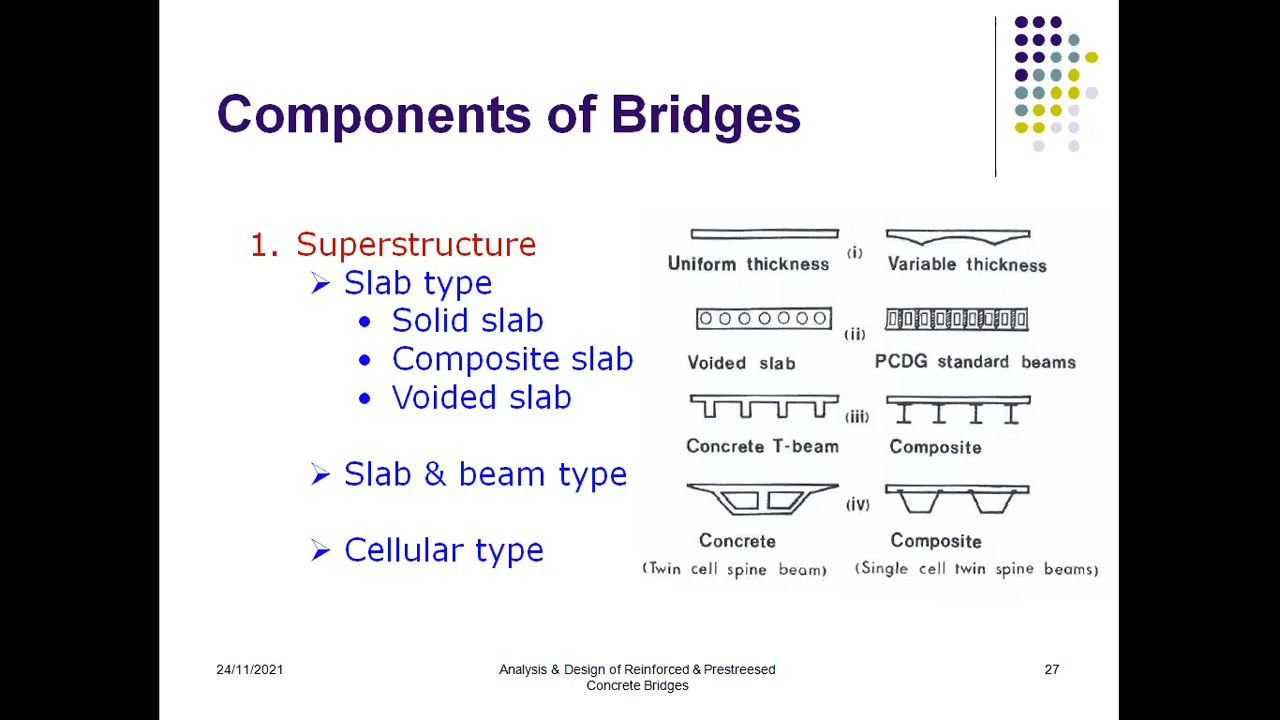 Components of Bridges
1. Superstructure
➢ Slab type
• Solid slab
• Composite slab
• Voided slab
➢ Slab & beam type
➢ Cellular type
(i)
Uniform thickness
Variable thickness
(ii)
Voided slab
PCDG standard beams
(iii)
Concrete T-beam
Composite
(iv)
Concrete
Composite
(Twin cell spine beam)
(Single cell twin spine beams)
24/11/2021
Analysis & Design of Reinforced & Prestreesed
Concrete Bridges
27